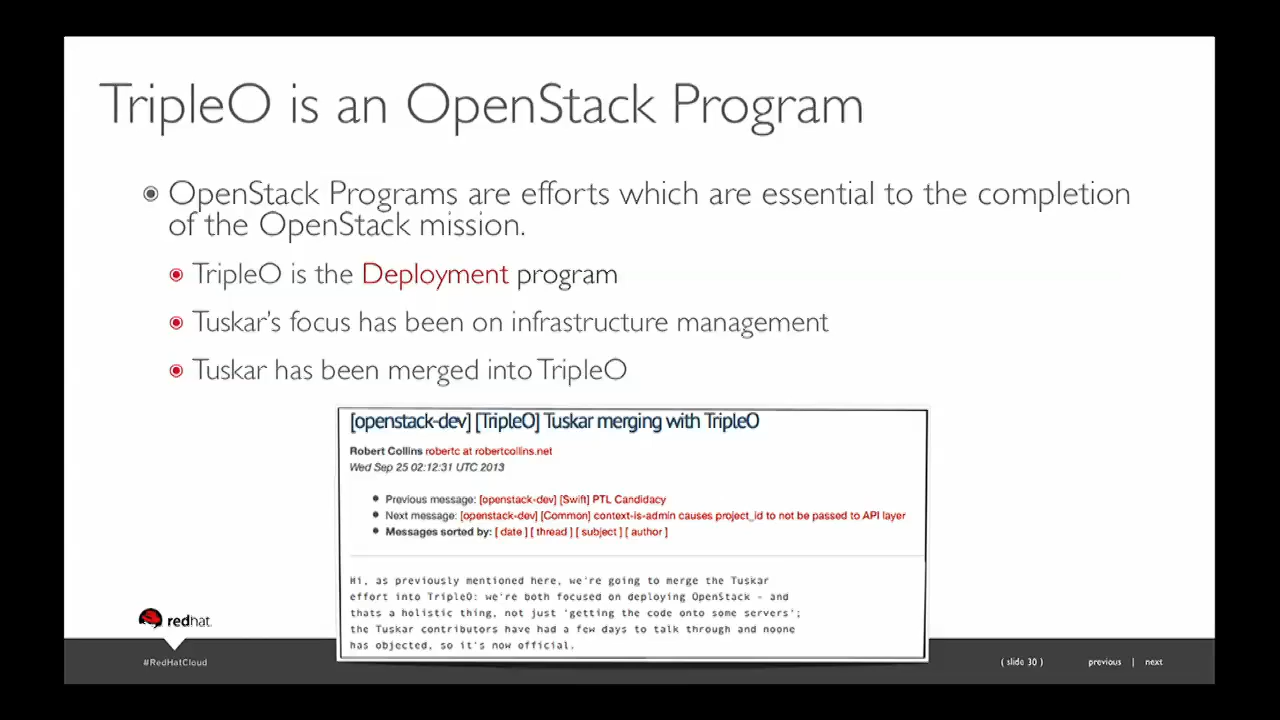 TripleO is an OpenStack Program
OpenStack Programs are efforts which are essential to the completion
of the OpenStack mission.
TripleO is the Deployment program
Tuskar's focus has been on infrastructure management
Tuskar has been merged into TripleO
[openstack-dev] [TripleO] Tuskar merging with TripleO
Robert Collins robertc at robertcollins.net
Wed Sep 25 02:12:31 UTC 2013
Previous message: [openstack-dev] [Swift] PTL Candidacy
Next message: [openstack-dev] [Common] context-is-admin causes project_id to not be passed to API layer
Messages sorted by: [ date ] [ thread ] [ subject ] [ author ]
Hi, as previously mentioned here, we're going to merge the Tuskar
effort into TripleO: we're both focused on deploying OpenStack - and
thats a holistic thing, not just 'getting the code onto some servers';
the Tuskar contributors have had a few days to talk through and noone
has objected, so it's now official.
redhat.
#RedHatCloud
( slide 30 )
previous | next